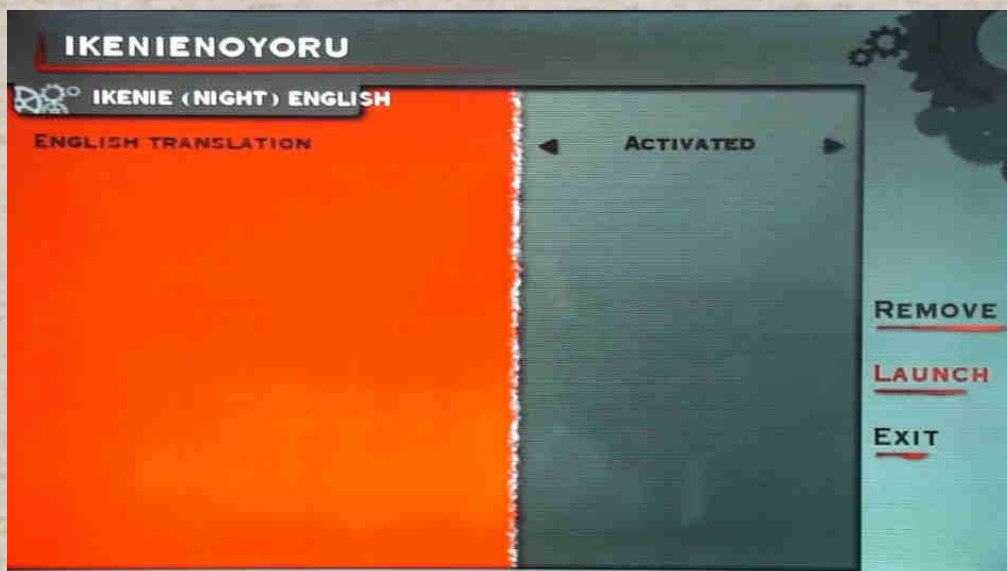 IKENIENOYORU
IKENIE (NIGHT) ENGLISH
ENGLISH TRANSLATION
ACTIVATED
REMOVE
LAUNCH
EXIT